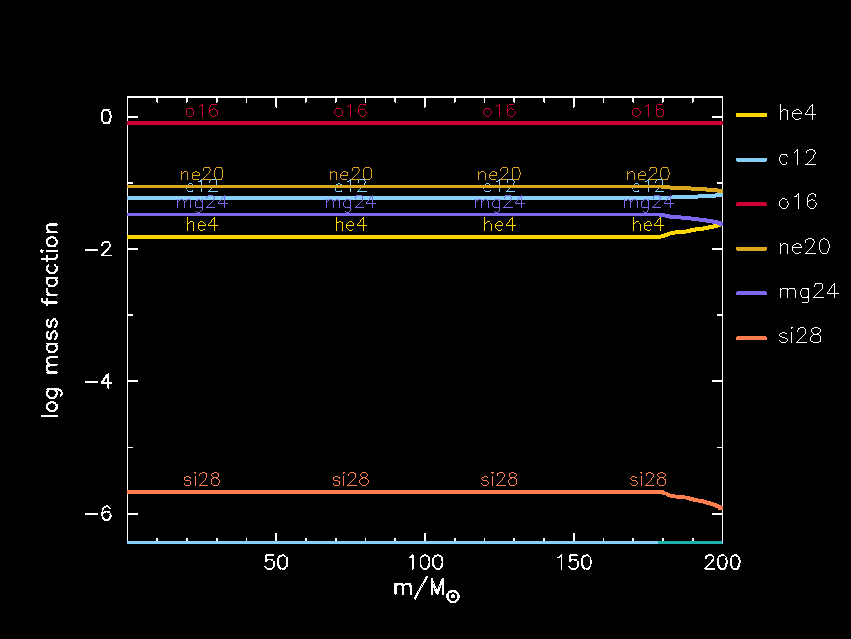 0
o16 o16 o16 o16
he4
c12
ne20 ne20 ne20 ne20
c12 c12 c12 c12
mg24 mg24 mg24 mg24
o16
he4 he4 he4 he4
−2
ne20
mg24
si28
log mass fraction
−4
si28 si28 si28 si28
−6
50 100 150 200
m/M⊙